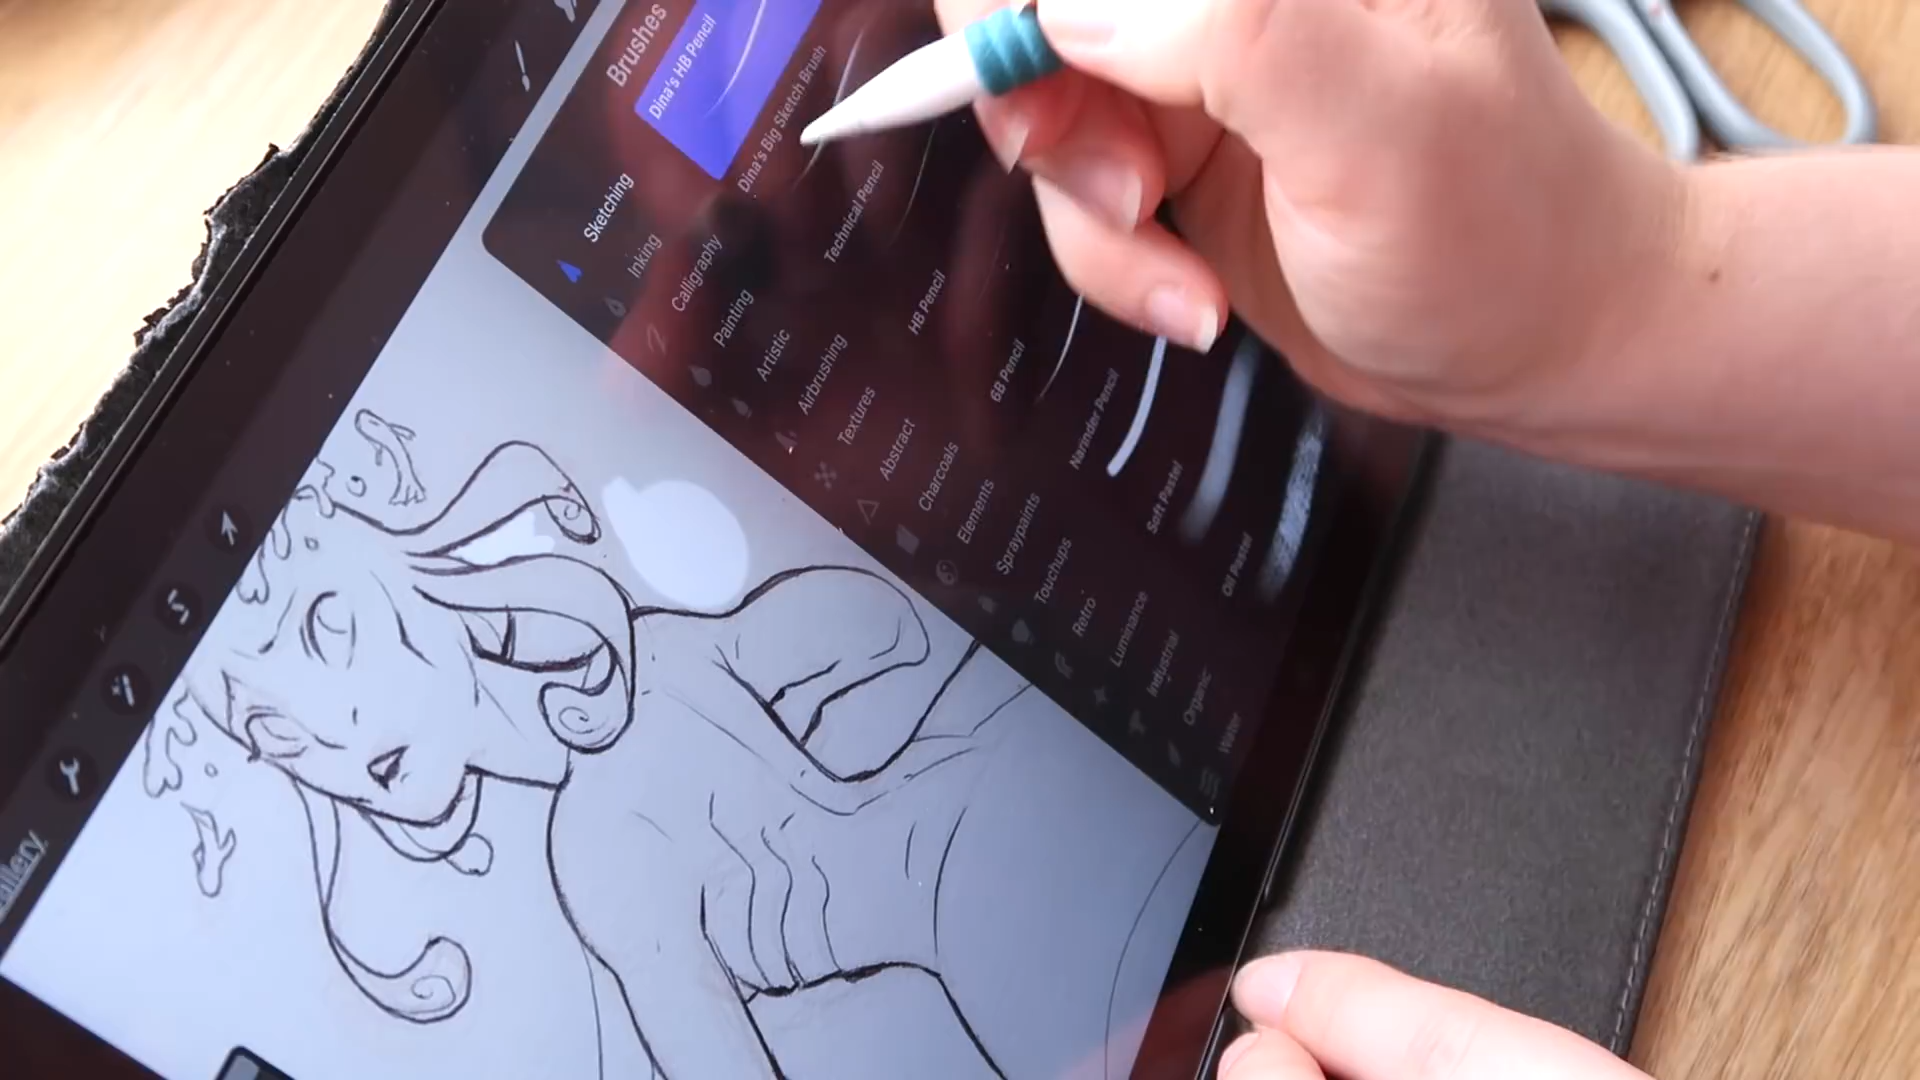 Brushes
Sketching
Inking
Calligraphy
Painting
Artistic
Airbrushing
Textures
Abstract
Charcoals
Elements
Spraypaints
Touchups
Retro
Luminance
Industrial
Organic
Water
Dina's HB Pencil
Dina's Big Sketch Brush
Technical Pencil
HB Pencil
6B Pencil
Narinder Pencil
Soft Pastel
Oil Pastel